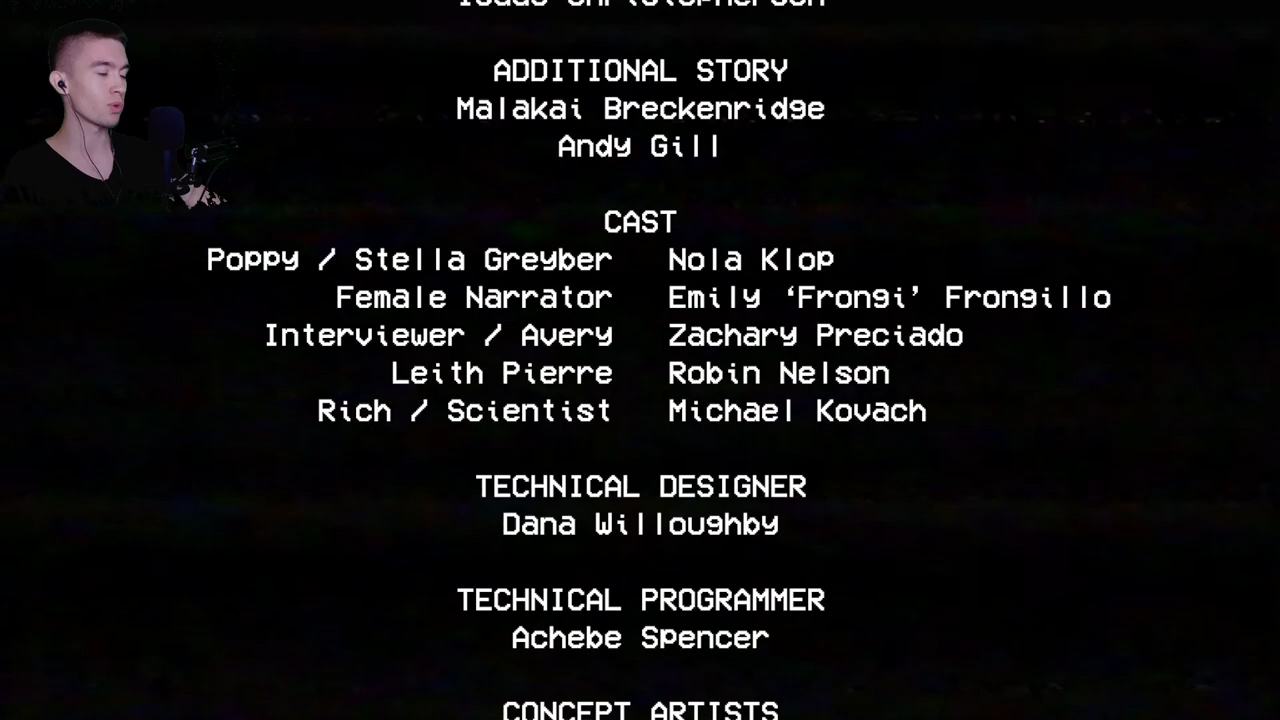 ADDITIONAL STORY
Malakai Breckenridge
Andy Gill
CAST
Poppy / Stella Greyber Nola Klop
Female Narrator Emily ‘Frongi’ Frongillo
Interviewer / Avery Zachary Preciado
Leith Pierre Robin Nelson
Rich / Scientist Michael Kovach
TECHNICAL DESIGNER
Dana Willoughby
TECHNICAL PROGRAMMER
Achebe Spencer
CONCEPT ARTISTS